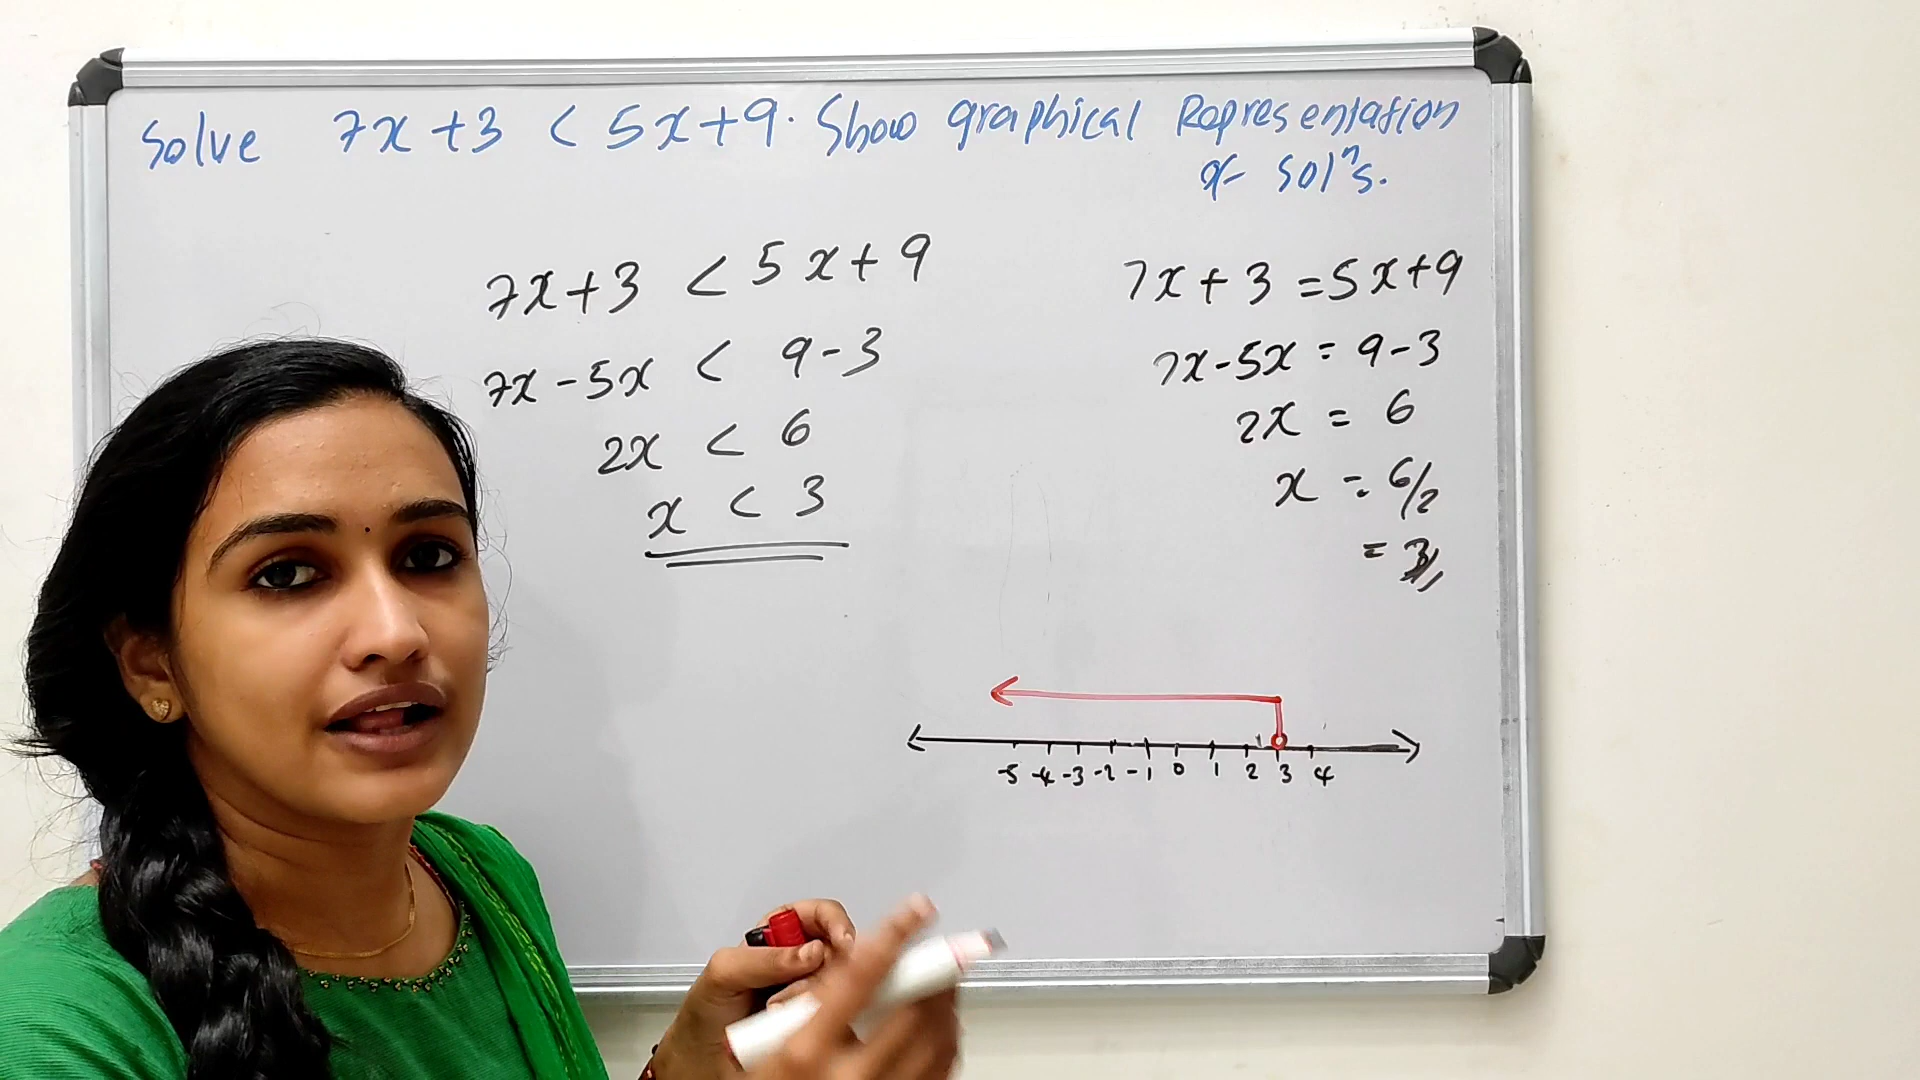 Solve 7x+3 < 5x+9. Show graphical Representation
of solⁿs.
7x+3 < 5x+9
7x-5x < 9-3
2x < 6
x < 3
7x+3 =5x+9
7x-5x = 9-3
2x = 6
x = 6/2
= 3
-5 -4 -3 -2 -1 0 1 2 3 4